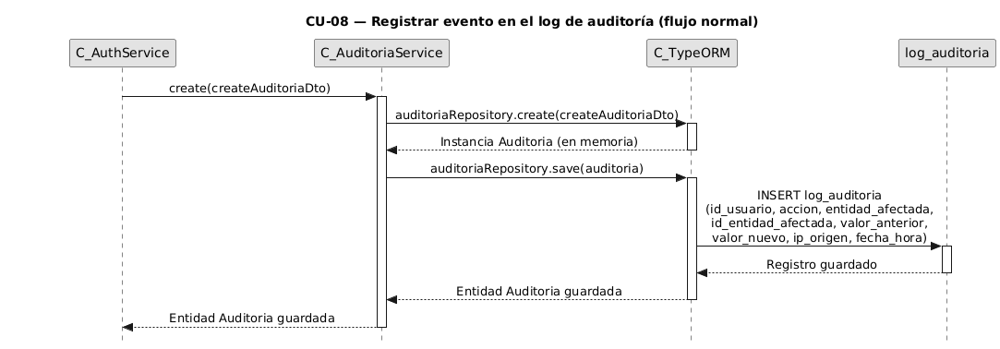 CU-08 — Registrar evento en el log de auditoría (flujo normal)
C_AuthService
C_AuditoriaService
C_TypeORM
log_auditoria
create(createAuditoriaDto)
auditoriaRepository.create(createAuditoriaDto)
Instancia Auditoria (en memoria)
auditoriaRepository.save(auditoria)
INSERT log_auditoria
(id_usuario, accion, entidad_afectada,
id_entidad_afectada, valor_anterior,
valor_nuevo, ip_origen, fecha_hora)
Registro guardado
Entidad Auditoria guardada
Entidad Auditoria guardada